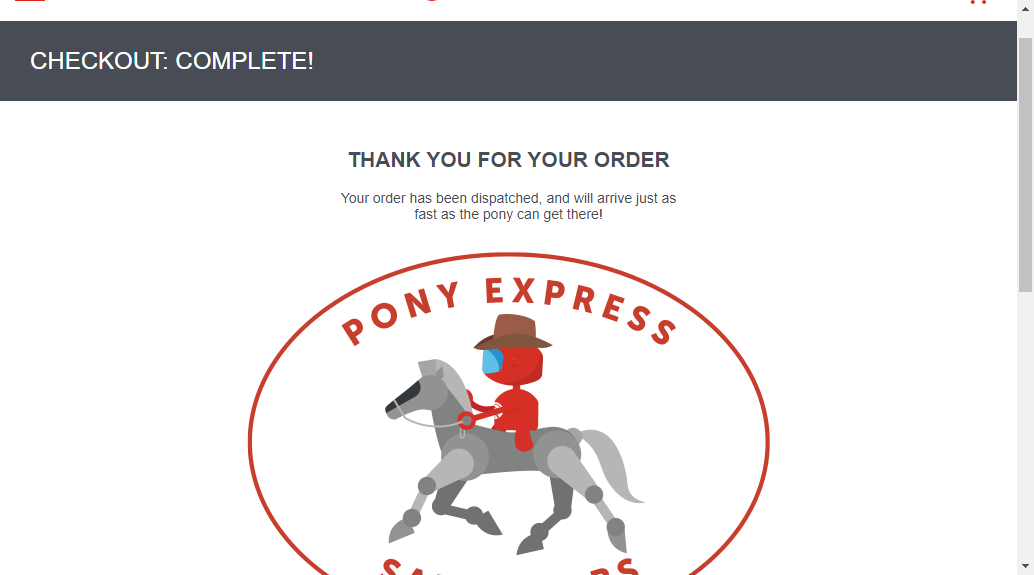 CHECKOUT: COMPLETE!
THANK YOU FOR YOUR ORDER
Your order has been dispatched, and will arrive just as
fast as the pony can get there!
PONY EXPRESS